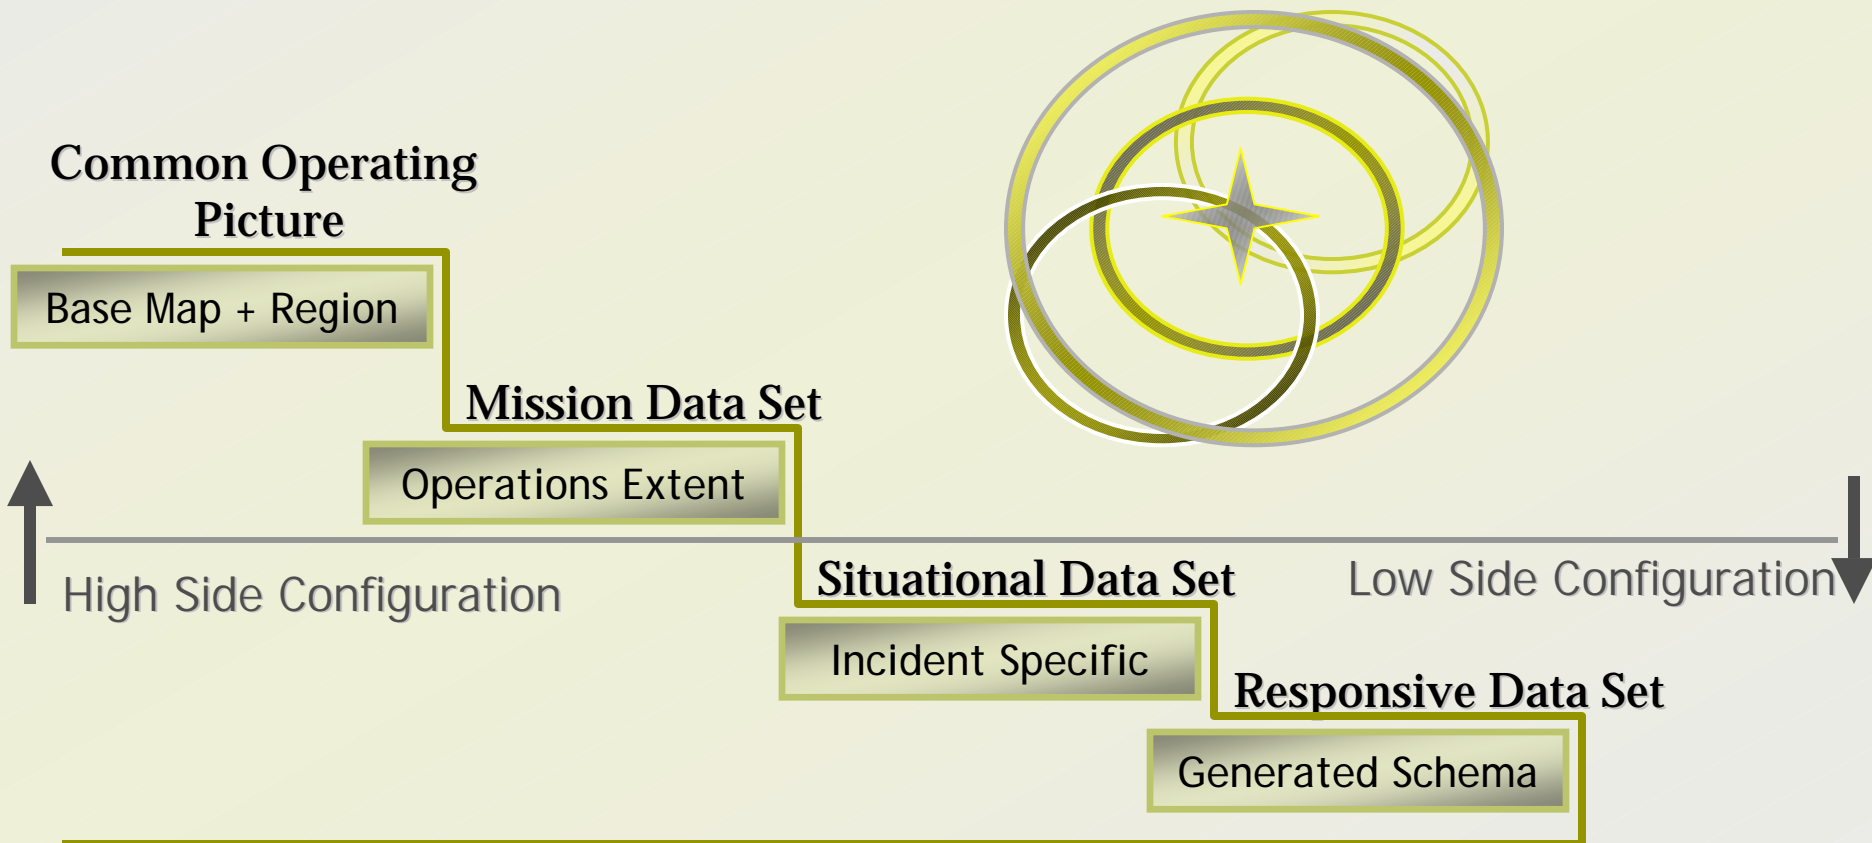 Common Operating
Picture
Base Map + Region
Mission Data Set
Operations Extent
High Side Configuration
Situational Data Set
Low Side Configuration
Incident Specific
Responsive Data Set
Generated Schema